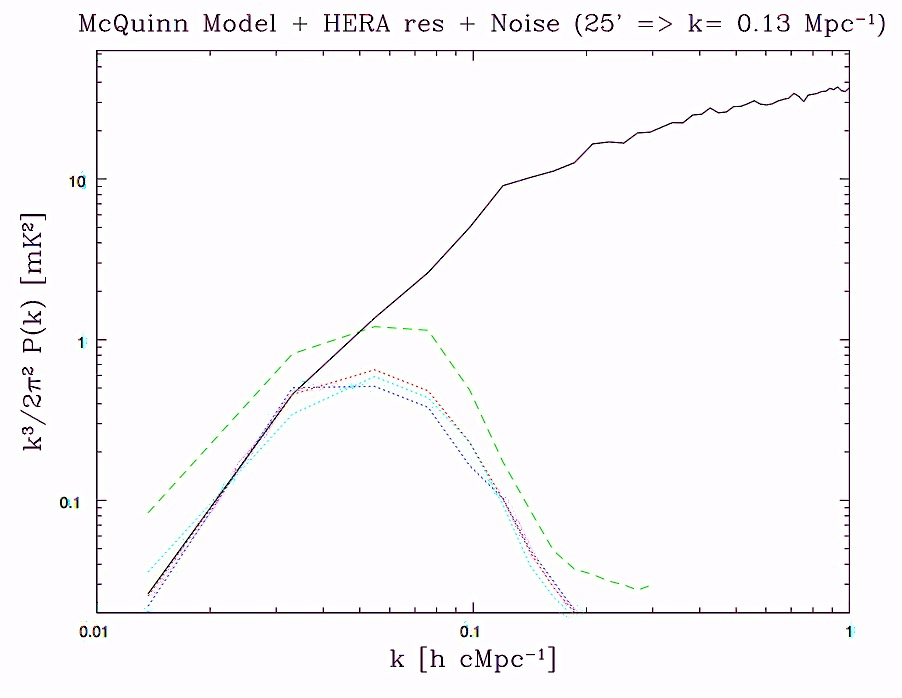 McQuinn Model + HERA res + Noise (25' => k= 0.13 Mpc⁻¹)
10
1
0.1
k³/2π² P(k) [mK²]
0.01 0.1 1
k [h cMpc⁻¹]